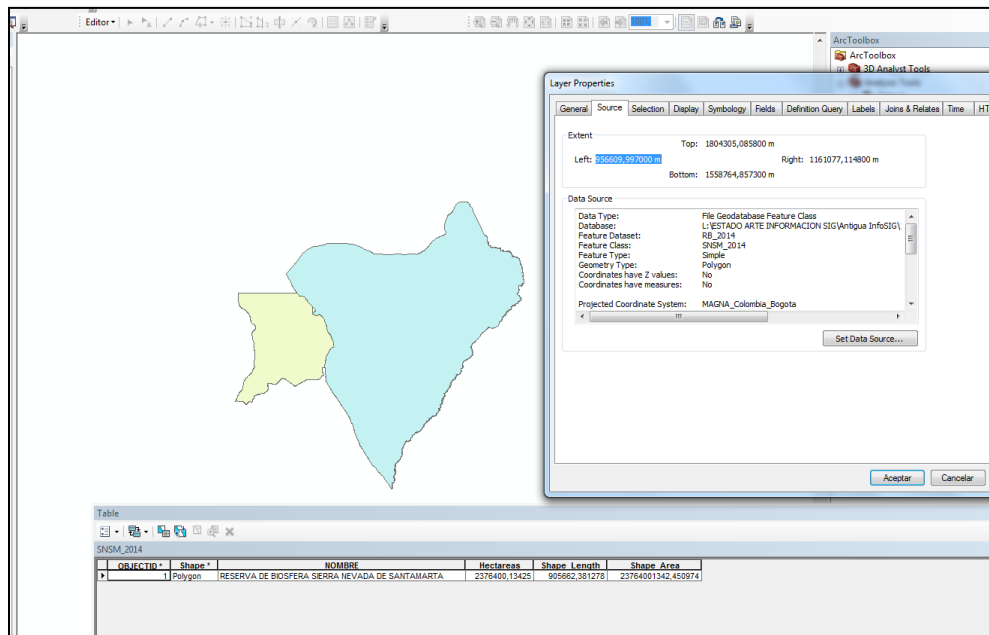 Editor
100%
ArcToolbox
ArcToolbox
3D Analyst Tools
Layer Properties
General Source Selection Display Symbology Fields Definition Query Labels Joins & Relates Time HT
Extent
Top: 1804305,085800 m
Left: 956609,997000 m Right: 1161077,114800 m
Bottom: 1558764,857300 m
Data Source
Data Type: File Geodatabase Feature Class
Database: L:\ESTADO ARTE INFORMACION SIG\Antigua InfoSIG\
Feature Dataset: RB_2014
Feature Class: SNSM_2014
Feature Type: Simple
Geometry Type: Polygon
Coordinates have Z values: No
Coordinates have measures: No
Projected Coordinate System: MAGNA_Colombia_Bogota
Set Data Source...
Aceptar Cancelar
Table
SNSM_2014
OBJECTID * Shape * NOMBRE Hectareas Shape_Length Shape_Area
1 Polygon RESERVA DE BIOSFERA SIERRA NEVADA DE SANTAMARTA 2376400,13425 905662,381278 23764001342,450974